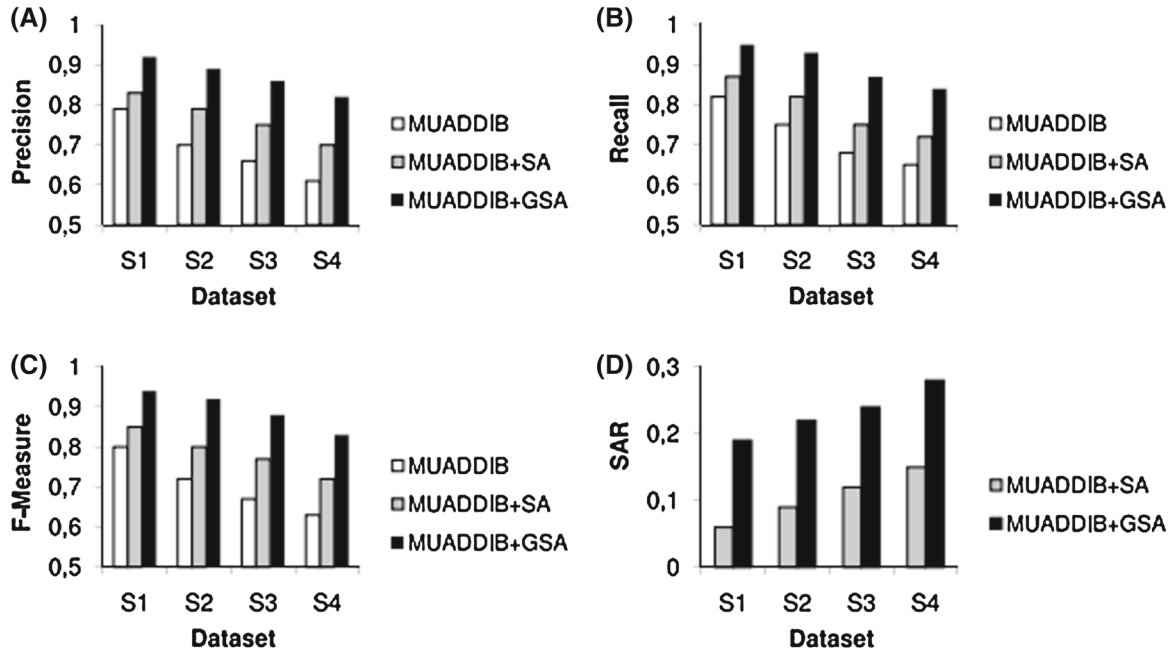 (A)
Precision
1
0,9
0,8
0,7
0,6
0,5
S1 S2 S3 S4
Dataset
MUADDIB
MUADDIB+SA
MUADDIB+GSA
(B)
Recall
1
0,9
0,8
0,7
0,6
0,5
S1 S2 S3 S4
Dataset
MUADDIB
MUADDIB+SA
MUADDIB+GSA
(C)
F-Measure
1
0,9
0,8
0,7
0,6
0,5
S1 S2 S3 S4
Dataset
MUADDIB
MUADDIB+SA
MUADDIB+GSA
(D)
SAR
0,3
0,2
0,1
0
S1 S2 S3 S4
Dataset
MUADDIB+SA
MUADDIB+GSA